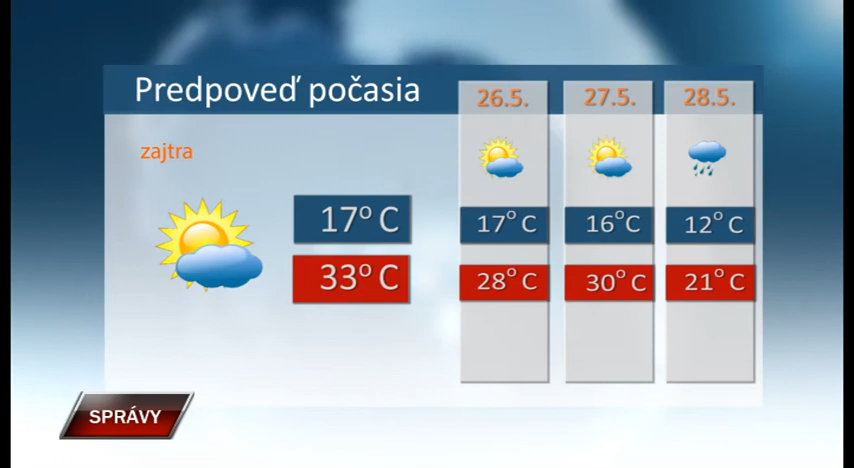 Predpoveď počasia
zajtra
17° C
33° C
26.5. 27.5. 28.5.
17° C 16°C 12° C
28° C 30° C 21° C
SPRÁVY